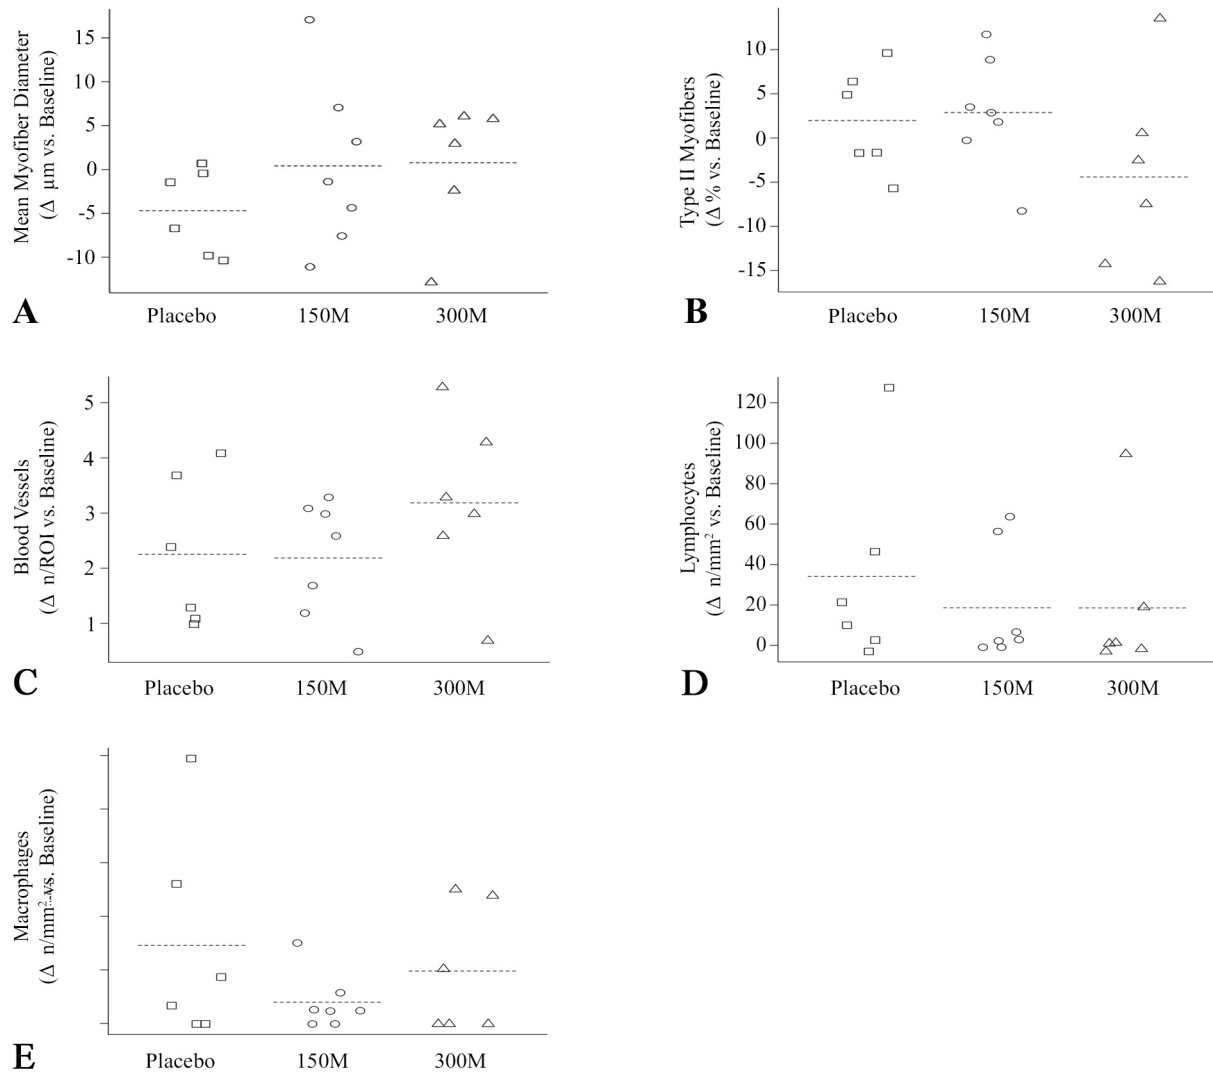 Mean Myofiber Diameter
(Δ µm vs. Baseline)
15
10
5
0
-5
-10
A
Placebo
150M
300M
Type II Myofibers
(Δ % vs. Baseline)
10
5
0
-5
-10
-15
B
Placebo
150M
300M
Blood Vessels
(Δ n/ROI vs. Baseline)
5
4
3
2
1
C
Placebo
150M
300M
Lymphocytes
(Δ n/mm² vs. Baseline)
120
100
80
60
40
20
0
D
Placebo
150M
300M
Macrophages
(Δ n/mm² vs. Baseline)
E
Placebo
150M
300M